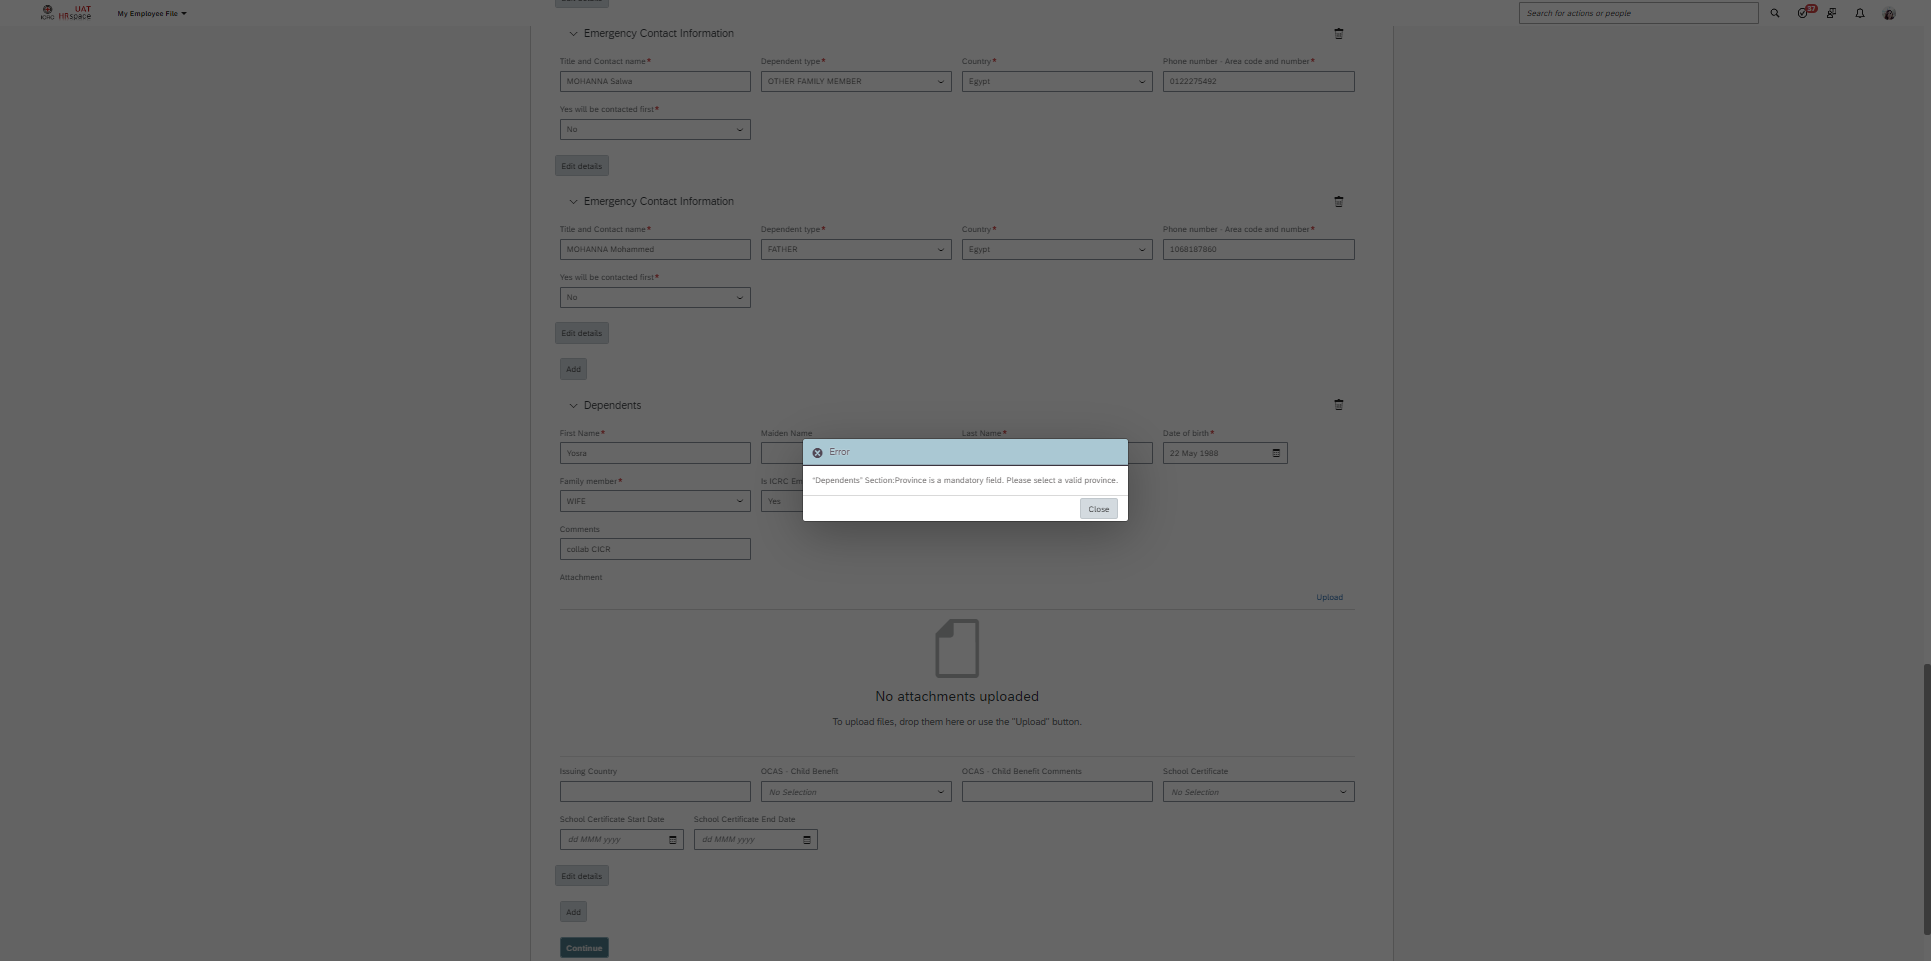 ICRC UAT HRspace My Employee File Search for actions or people 37
Emergency Contact Information
Title and Contact name* Dependent type* Country* Phone number - Area code and number*
MOHANNA Salwa OTHER FAMILY MEMBER Egypt 0122275492
Yes will be contacted first*
No
Edit details
Emergency Contact Information
Title and Contact name* Dependent type* Country* Phone number - Area code and number*
MOHANNA Mohammed FATHER Egypt 1068187860
Yes will be contacted first*
No
Edit details
Add
Dependents
First Name* Maiden Name Last Name* Date of birth*
Yosra 22 May 1988
Error
"Dependents" Section:Province is a mandatory field. Please select a valid province.
Close
Family member* Is ICRC Em
WIFE Yes
Comments
collab CICR
Attachment
Upload
No attachments uploaded
To upload files, drop them here or use the "Upload" button.
Issuing Country OCAS - Child Benefit OCAS - Child Benefit Comments School Certificate
No Selection No Selection
School Certificate Start Date School Certificate End Date
dd MMM yyyy dd MMM yyyy
Edit details
Add
Continue